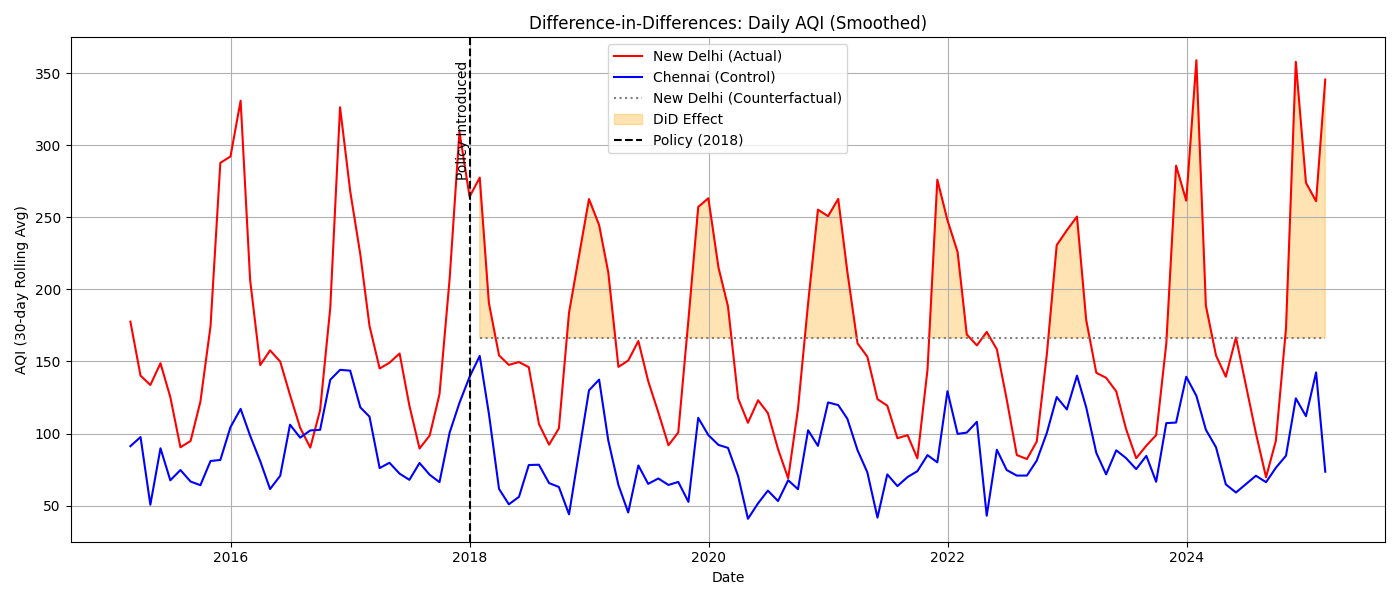 Difference-in-Differences: Daily AQI (Smoothed)
New Delhi (Actual)
Chennai (Control)
New Delhi (Counterfactual)
DiD Effect
Policy (2018)
Policy Introduced
AQI (30-day Rolling Avg)
350
300
250
200
150
100
50
2016
2018
2020
2022
2024
Date